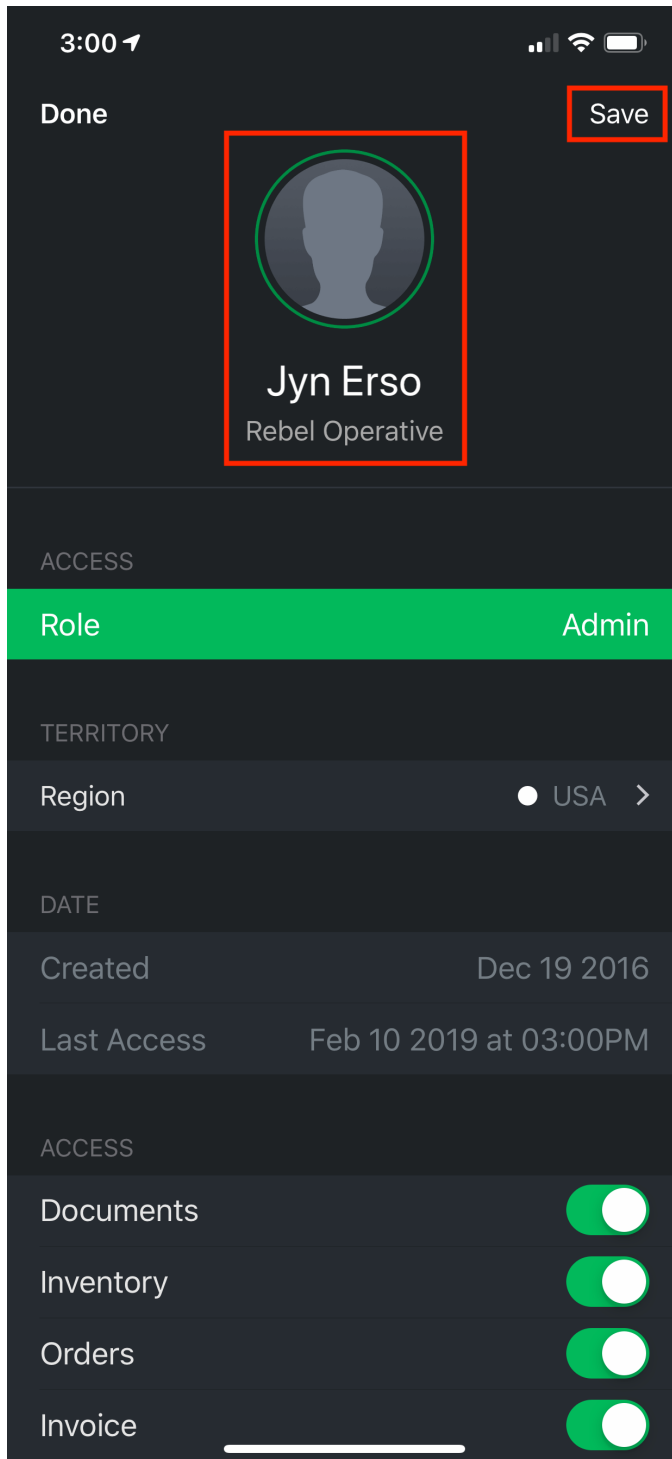 3:00
Done Save
Jyn Erso
Rebel Operative
ACCESS
Role Admin
TERRITORY
Region USA
DATE
Created Dec 19 2016
Last Access Feb 10 2019 at 03:00PM
ACCESS
Documents
Inventory
Orders
Invoice